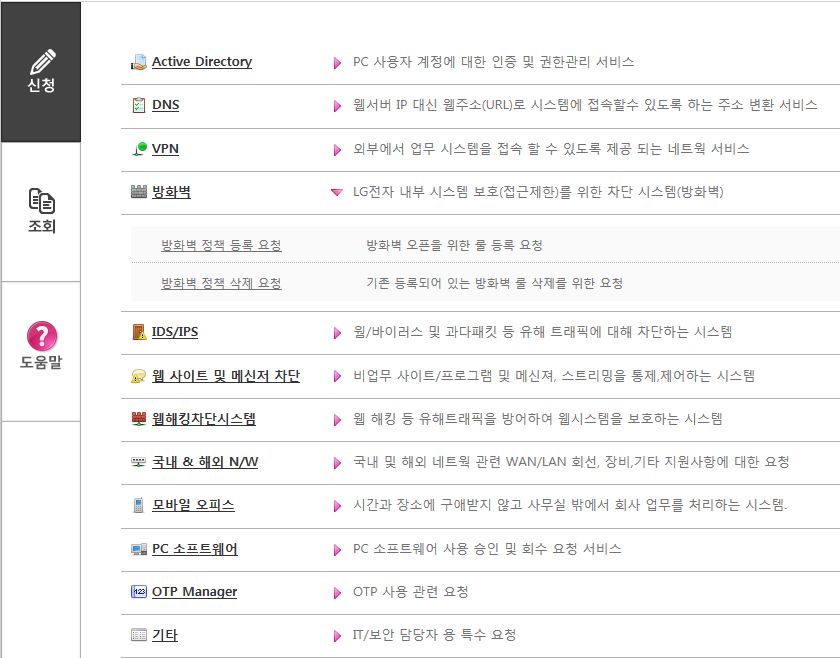 신청
조회
도움말
Active Directory PC 사용자 계정에 대한 인증 및 권한관리 서비스
DNS 웹서버 IP 대신 웹주소(URL)로 시스템에 접속할수 있도록 하는 주소 변환 서비스
VPN 외부에서 업무 시스템을 접속 할 수 있도록 제공 되는 네트웍 서비스
방화벽 LG전자 내부 시스템 보호(접근제한)를 위한 차단 시스템(방화벽)
방화벽 정책 등록 요청 방화벽 오픈을 위한 룰 등록 요청
방화벽 정책 삭제 요청 기존 등록되어 있는 방화벽 룰 삭제를 위한 요청
IDS/IPS 웜/바이러스 및 과다패킷 등 유해 트래픽에 대해 차단하는 시스템
웹 사이트 및 메신저 차단 비업무 사이트/프로그램 및 메신져, 스트리밍을 통제,제어하는 시스템
웹해킹차단시스템 웹 해킹 등 유해트래픽을 방어하여 웹시스템을 보호하는 시스템
국내 & 해외 N/W 국내 및 해외 네트웍 관련 WAN/LAN 회선, 장비,기타 지원사항에 대한 요청
모바일 오피스 시간과 장소에 구애받지 않고 사무실 밖에서 회사 업무를 처리하는 시스템.
PC 소프트웨어 PC 소프트웨어 사용 승인 및 회수 요청 서비스
OTP Manager OTP 사용 관련 요청
기타 IT/보안 담당자 용 특수 요청